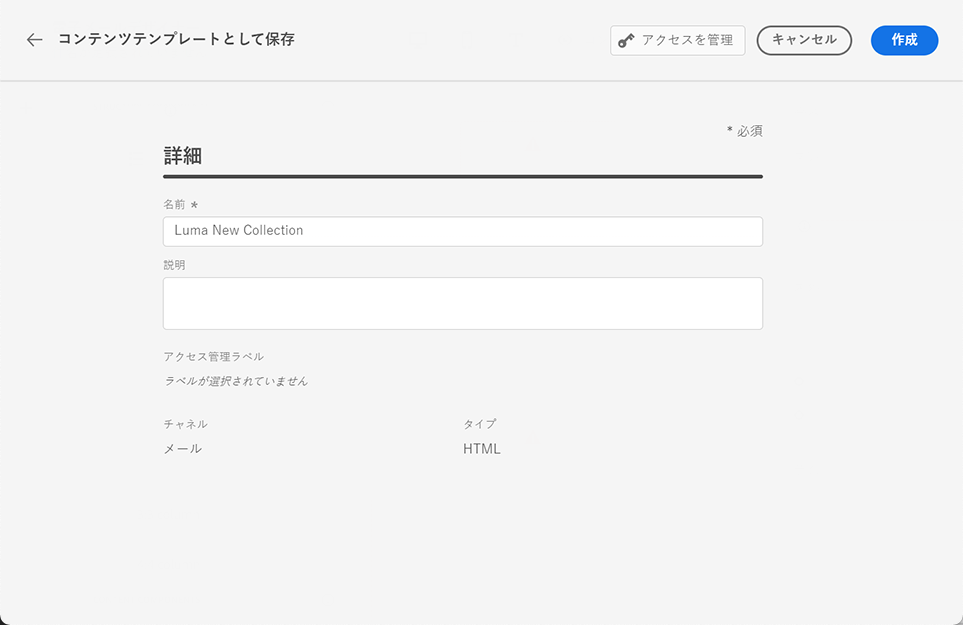 コンテンツテンプレートとして保存
アクセスを管理
キャンセル
作成
* 必須
詳細
名前 *
Luma New Collection
説明
アクセス管理ラベル
ラベルが選択されていません
チャネル
タイプ
メール
HTML